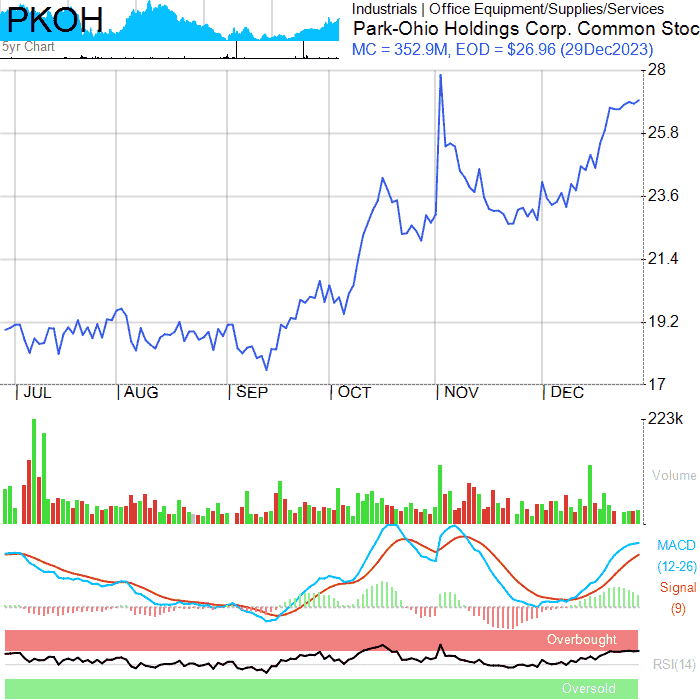 PKOH
5yr Chart
Industrials | Office Equipment/Supplies/Services
Park-Ohio Holdings Corp. Common Stoc
MC = 352.9M, EOD = $26.96 (29Dec2023)
28
25.8
23.6
21.4
19.2
17
JUL AUG SEP OCT NOV DEC
223k
Volume
MACD
(12-26)
Signal
(9)
Overbought
RSI(14)
Oversold